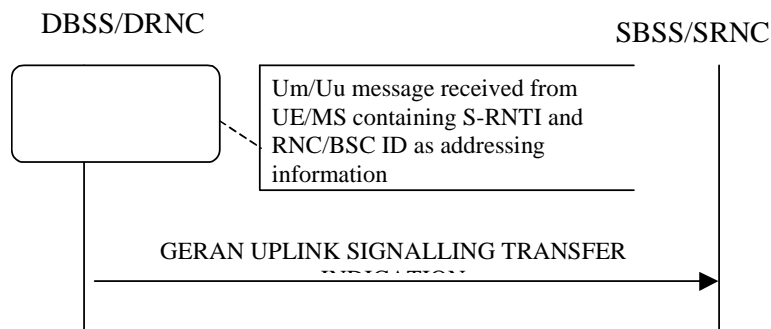 DBSS/DRNC
SBSS/SRNC
Um/Uu message received from
UE/MS containing S-RNTI and
RNC/BSC ID as addressing
information
GERAN UPLINK SIGNALLING TRANSFER
INDICATION